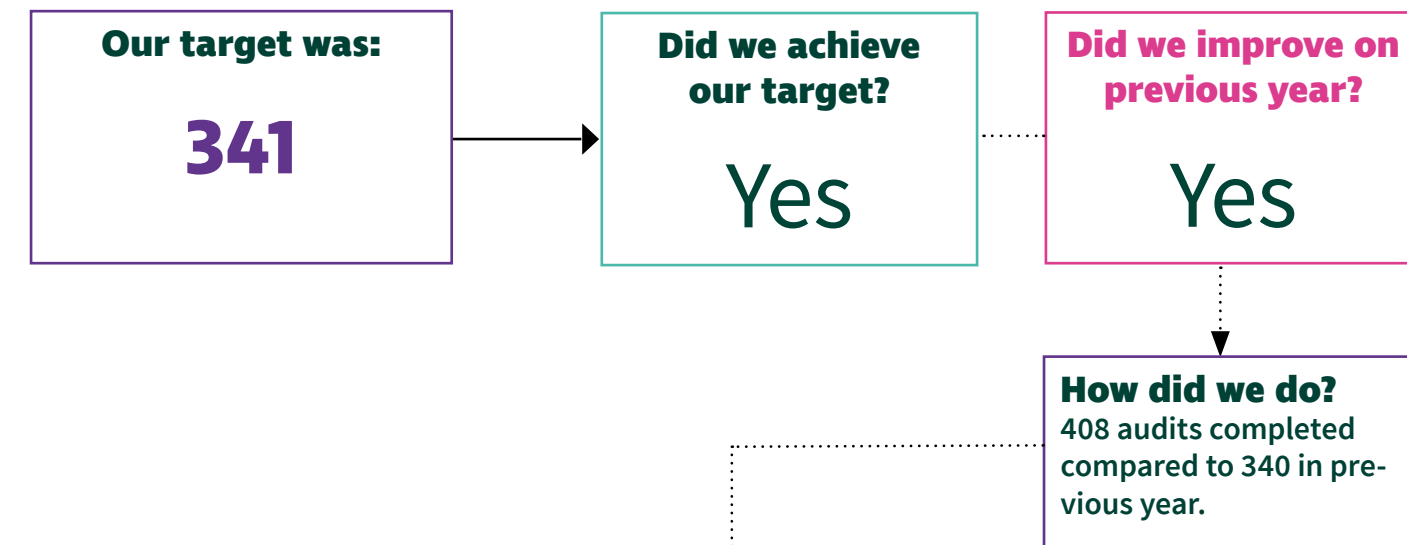 Our target was:
341
Did we achieve
our target?
Yes
Did we improve on
previous year?
Yes
How did we do?
408 audits completed
compared to 340 in pre-
vious year.